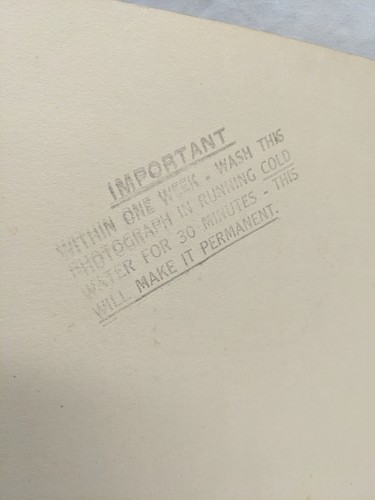 IMPORTANT
WITHIN ONE WEEK - WASH THIS
PHOTOGRAPH IN RUNNING COLD
WATER FOR 30 MINUTES - THIS
WILL MAKE IT PERMANENT.